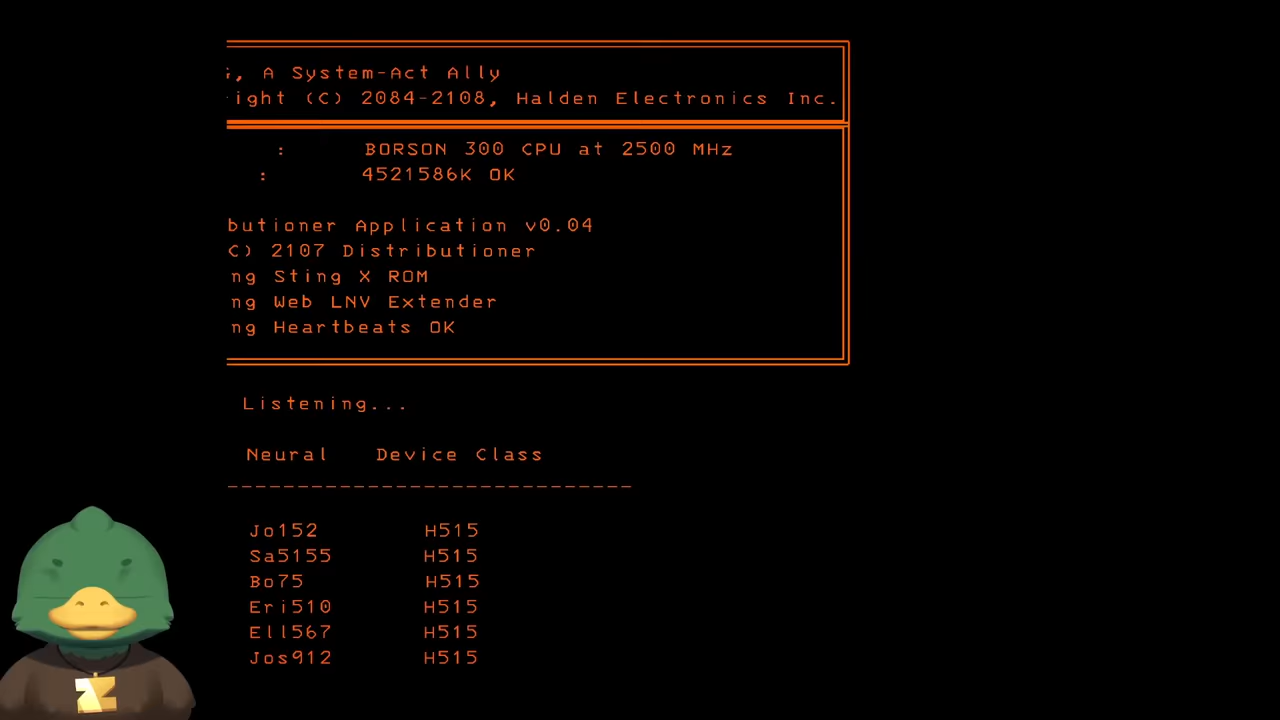 , A System-Act Ally
right (C) 2084-2108, Halden Electronics Inc.
: BORSON 300 CPU at 2500 MHz
: 4521586K OK
butioner Application v0.04
C) 2107 Distributioner
ng Sting X ROM
ng Web LNV Extender
ng Heartbeats OK
Listening...
Neural Device Class
-----------------------------
Jo152 H515
Sa5155 H515
Bo75 H515
Eri510 H515
Ell567 H515
Jos912 H515
Z